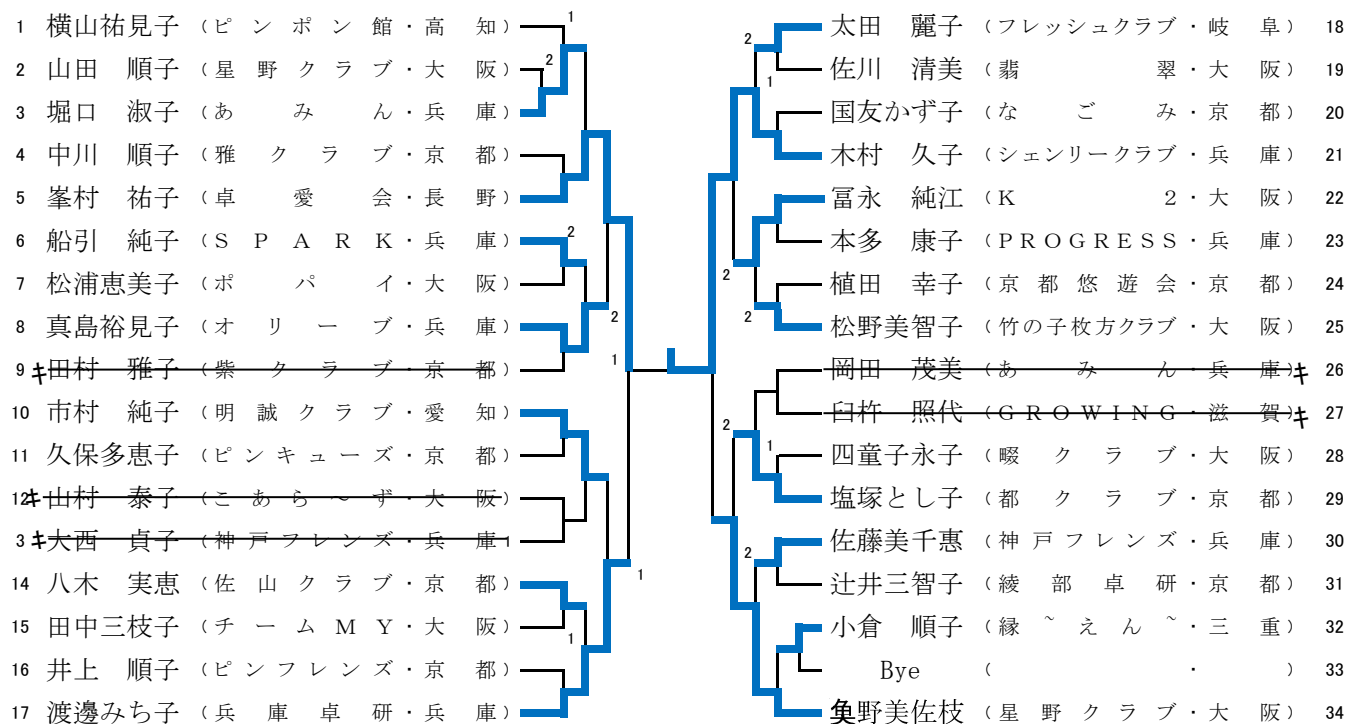 1 横山祐見子 （ピンポン館・高知）
2 山田 順子 （星野クラブ・大阪）
3 堀口 淑子 （あみん・兵庫）
4 中川 順子 （雅クラブ・京都）
5 峯村 祐子 （卓愛会・長野）
6 船引 純子 （SPARK・兵庫）
7 松浦恵美子 （ポパイ・大阪）
8 真島裕見子 （オリーブ・兵庫）
9 キ 田村 雅子 （紫クラブ・京都）
10 市村 純子 （明誠クラブ・愛知）
11 久保多恵子 （ピンキューズ・京都）
12 キ 山村 泰子 （こあら～ず・大阪）
3 キ 大西 貞子 （神戸フレンズ・兵庫）
14 八木 実恵 （佐山クラブ・京都）
15 田中三枝子 （チームMY・大阪）
16 井上 順子 （ピンフレンズ・京都）
17 渡邊みち子 （兵庫卓研・兵庫）
1
2
2
2
1
1
1
2
1
2
2
2
1
2
太田 麗子 （フレッシュクラブ・岐阜） 18
佐川 清美 （翡翠・大阪） 19
国友かず子 （なごみ・京都） 20
木村 久子 （シェンリークラブ・兵庫） 21
冨永 純江 （K2・大阪） 22
本多 康子 （PROGRESS・兵庫） 23
植田 幸子 （京都悠遊会・京都） 24
松野美智子 （竹の子枚方クラブ・大阪） 25
岡田 茂美 （あみん・兵庫） キ 26
臼杵 照代 （GROWING・滋賀） キ 27
四童子永子 （畷クラブ・大阪） 28
塩塚とし子 （都クラブ・京都） 29
佐藤美千惠 （神戸フレンズ・兵庫） 30
辻井三智子 （綾部卓研・京都） 31
小倉 順子 （縁~えん~・三重） 32
Bye （ ・ ） 33
奐野美佐枝 （星野クラブ・大阪） 34